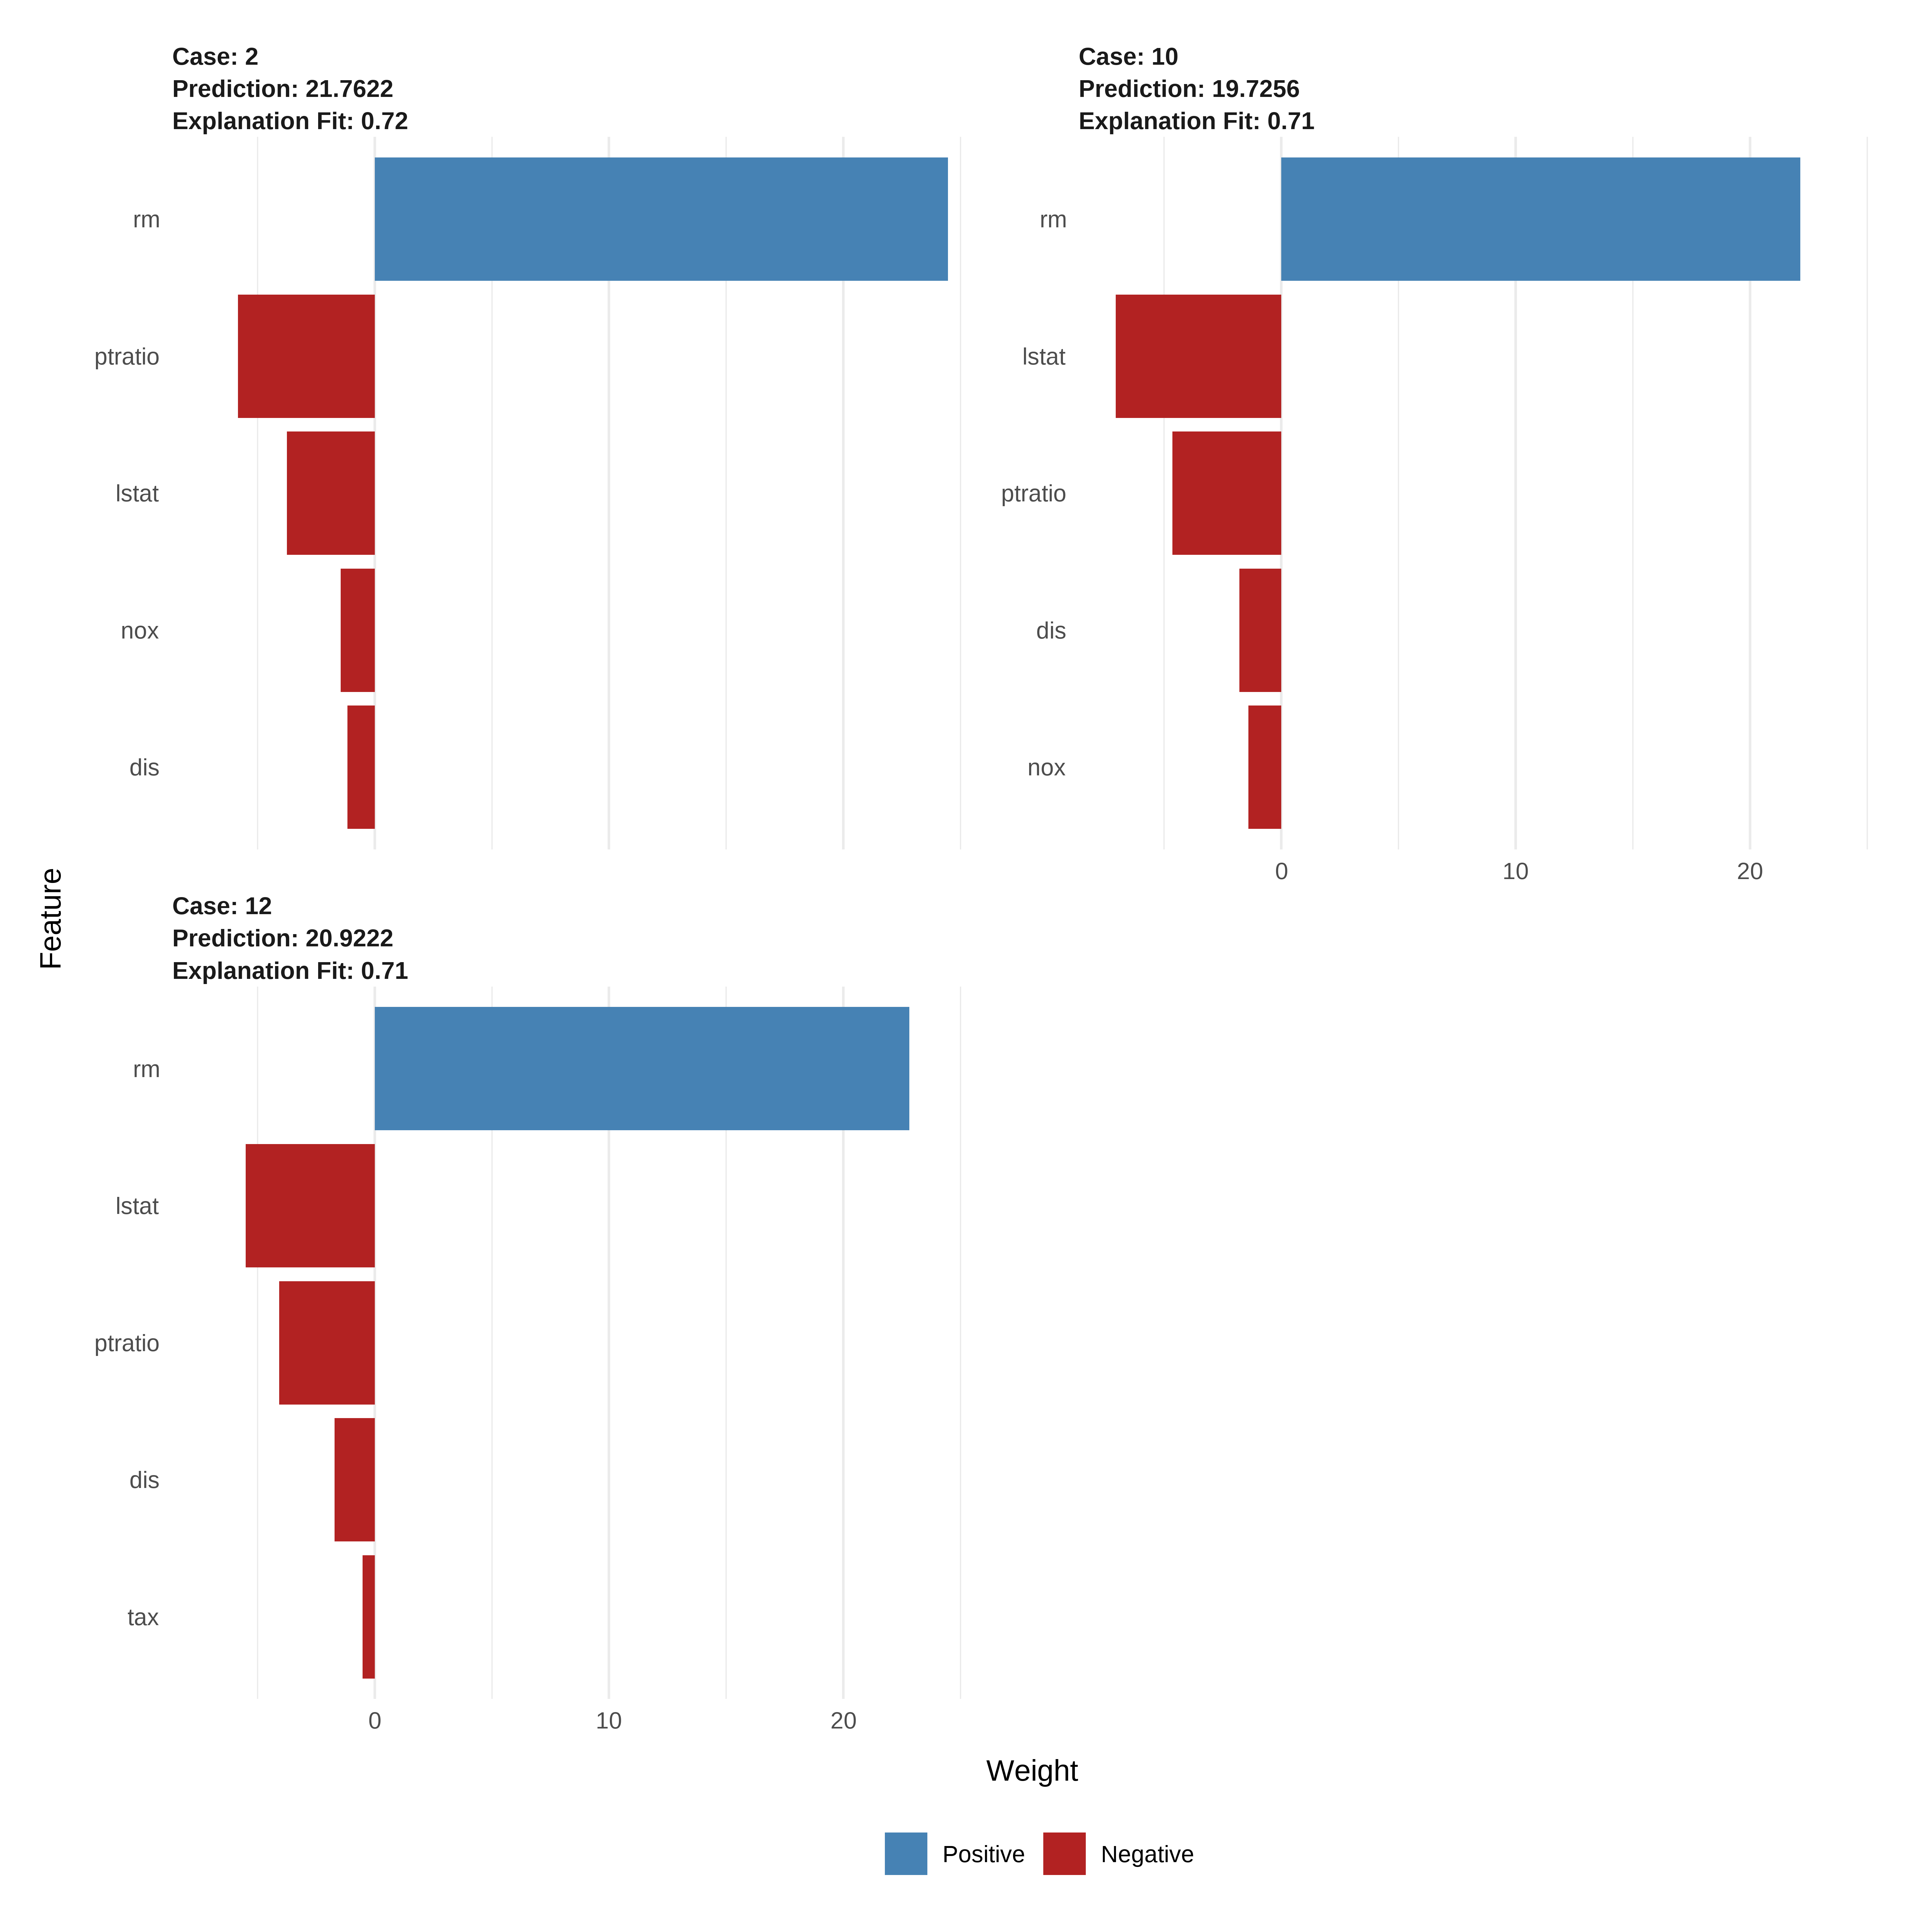 Case: 2
Prediction: 21.7622
Explanation Fit: 0.72
rm
ptratio
lstat
nox
dis
Case: 10
Prediction: 19.7256
Explanation Fit: 0.71
rm
lstat
ptratio
dis
nox
0 10 20
Case: 12
Prediction: 20.9222
Explanation Fit: 0.71
rm
lstat
ptratio
dis
tax
0 10 20
Feature
Weight
Positive Negative